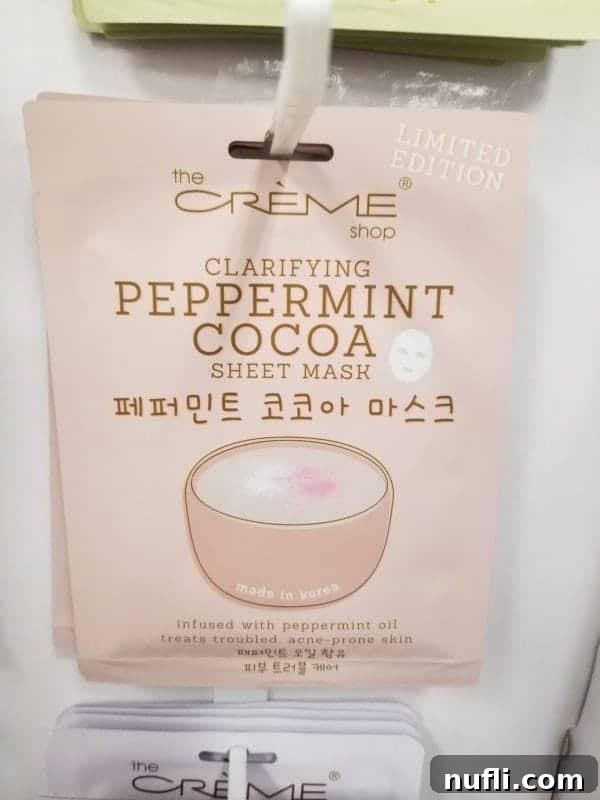 LIMITED
EDITION
the
CRÈME®
shop
CLARIFYING
PEPPERMINT
COCOA
SHEET MASK
페퍼민트 코코아 마스크
made in korea
infused with peppermint oil
treats troubled, acne-prone skin
페퍼민트 오일 함유
피부 트러블 케어
the
CRÈME®
nufli.com